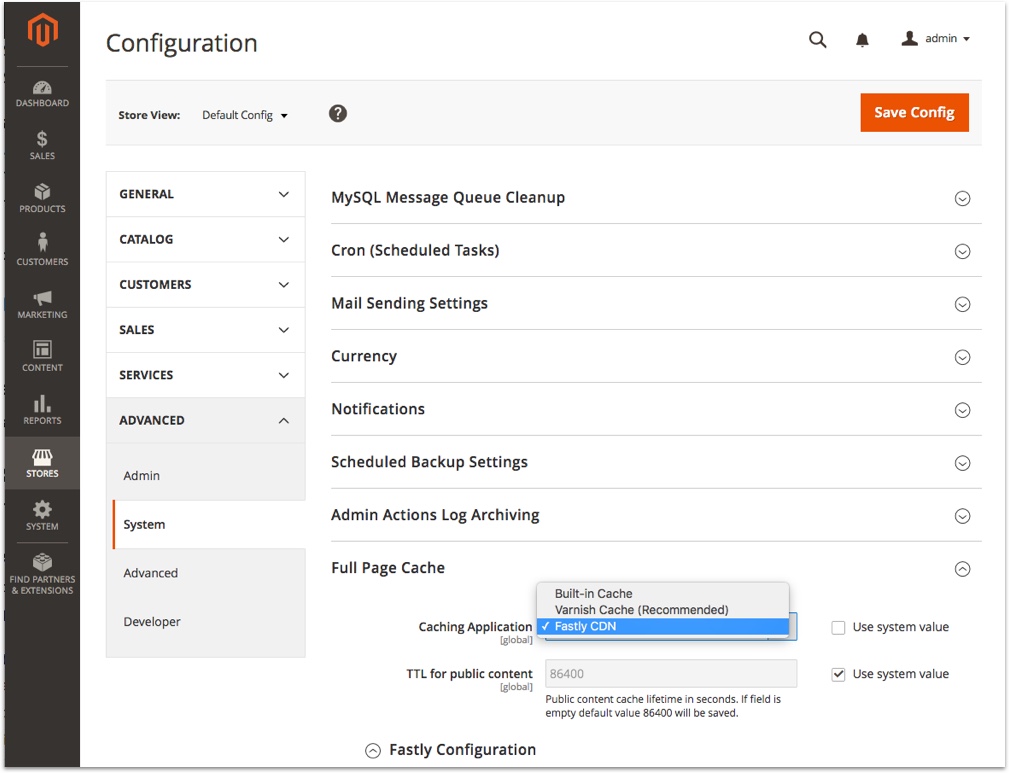 Configuration
admin
DASHBOARD
SALES
PRODUCTS
CUSTOMERS
MARKETING
CONTENT
REPORTS
STORES
SYSTEM
FIND PARTNERS
& EXTENSIONS
Store View: Default Config ?
Save Config
GENERAL
CATALOG
CUSTOMERS
SALES
SERVICES
ADVANCED
Admin
System
Advanced
Developer
MySQL Message Queue Cleanup
Cron (Scheduled Tasks)
Mail Sending Settings
Currency
Notifications
Scheduled Backup Settings
Admin Actions Log Archiving
Full Page Cache
Built-in Cache
Varnish Cache (Recommended)
Caching Application ✓ Fastly CDN Use system value
[global]
TTL for public content 86400 Use system value
[global]
Public content cache lifetime in seconds. If field is
empty default value 86400 will be saved.
Fastly Configuration